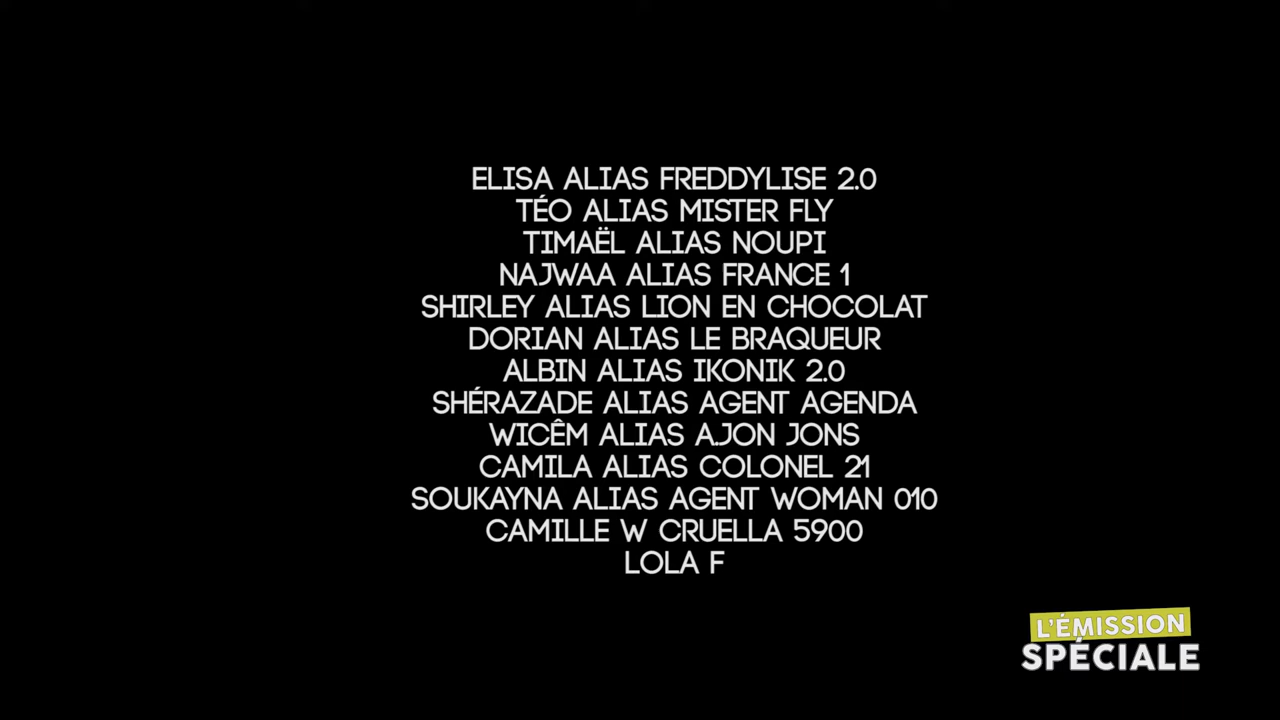 ELISA ALIAS FREDDYLISE 2.0
TÉO ALIAS MISTER FLY
TIMAËL ALIAS NOUPI
NAJWAA ALIAS FRANCE 1
SHIRLEY ALIAS LION EN CHOCOLAT
DORIAN ALIAS LE BRAQUEUR
ALBIN ALIAS IKONIK 2.0
SHÉRAZADE ALIAS AGENT AGENDA
WICÊM ALIAS A.JON JONS
CAMILA ALIAS COLONEL 21
SOUKAYNA ALIAS AGENT WOMAN 010
CAMILLE W CRUELLA 5900
LOLA F
L'ÉMISSION
SPÉCIALE